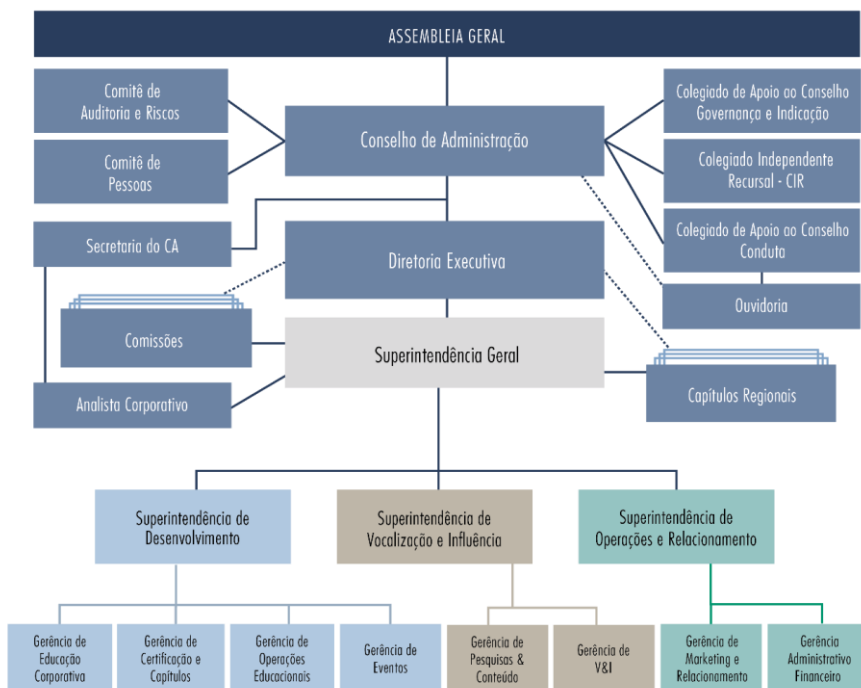 ASSEMBLEIA GERAL
Comitê de
Auditoria e Riscos
Comitê de
Pessoas
Conselho de Administração
Colegiado de Apoio ao Conselho
Governança e Indicação
Colegiado Independente
Recursal - CIR
Colegiado de Apoio ao Conselho
Conduta
Secretaria do CA
Diretoria Executiva
Ouvidoria
Comissões
Superintendência Geral
Analista Corporativo
Capítulos Regionais
Superintendência de
Desenvolvimento
Superintendência de
Vocalização e Influência
Superintendência de
Operações e Relacionamento
Gerência de
Educação
Corporativa
Gerência de
Certificação e
Capítulos
Gerência de
Operações
Educacionais
Gerência de
Eventos
Gerência de
Pesquisas &
Conteúdo
Gerência de
V&I
Gerência de
Marketing e
Relacionamento
Gerência
Administrativo
Financeiro